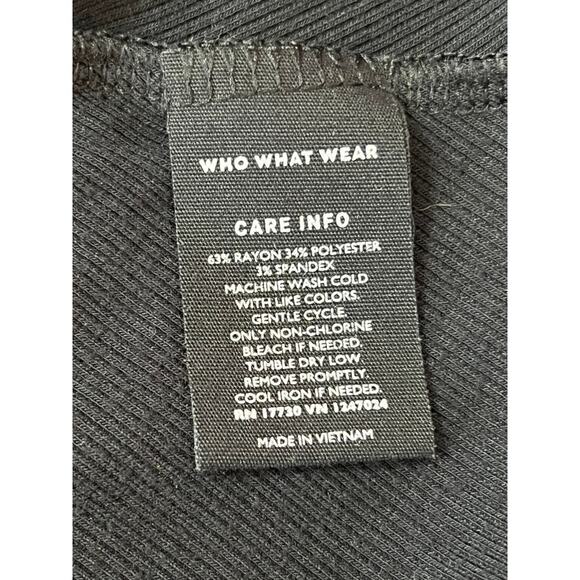 WHO WHAT WEAR
CARE INFO
63% RAYON 34% POLYESTER
3% SPANDEX
MACHINE WASH COLD
WITH LIKE COLORS.
GENTLE CYCLE
ONLY NON-CHLORINE
BLEACH IF NEEDED.
TUMBLE DRY LOW
REMOVE PROMPTLY.
COOL IRON IF NEEDED.
RM 17730 VN 1247024
MADE IN VIETNAM